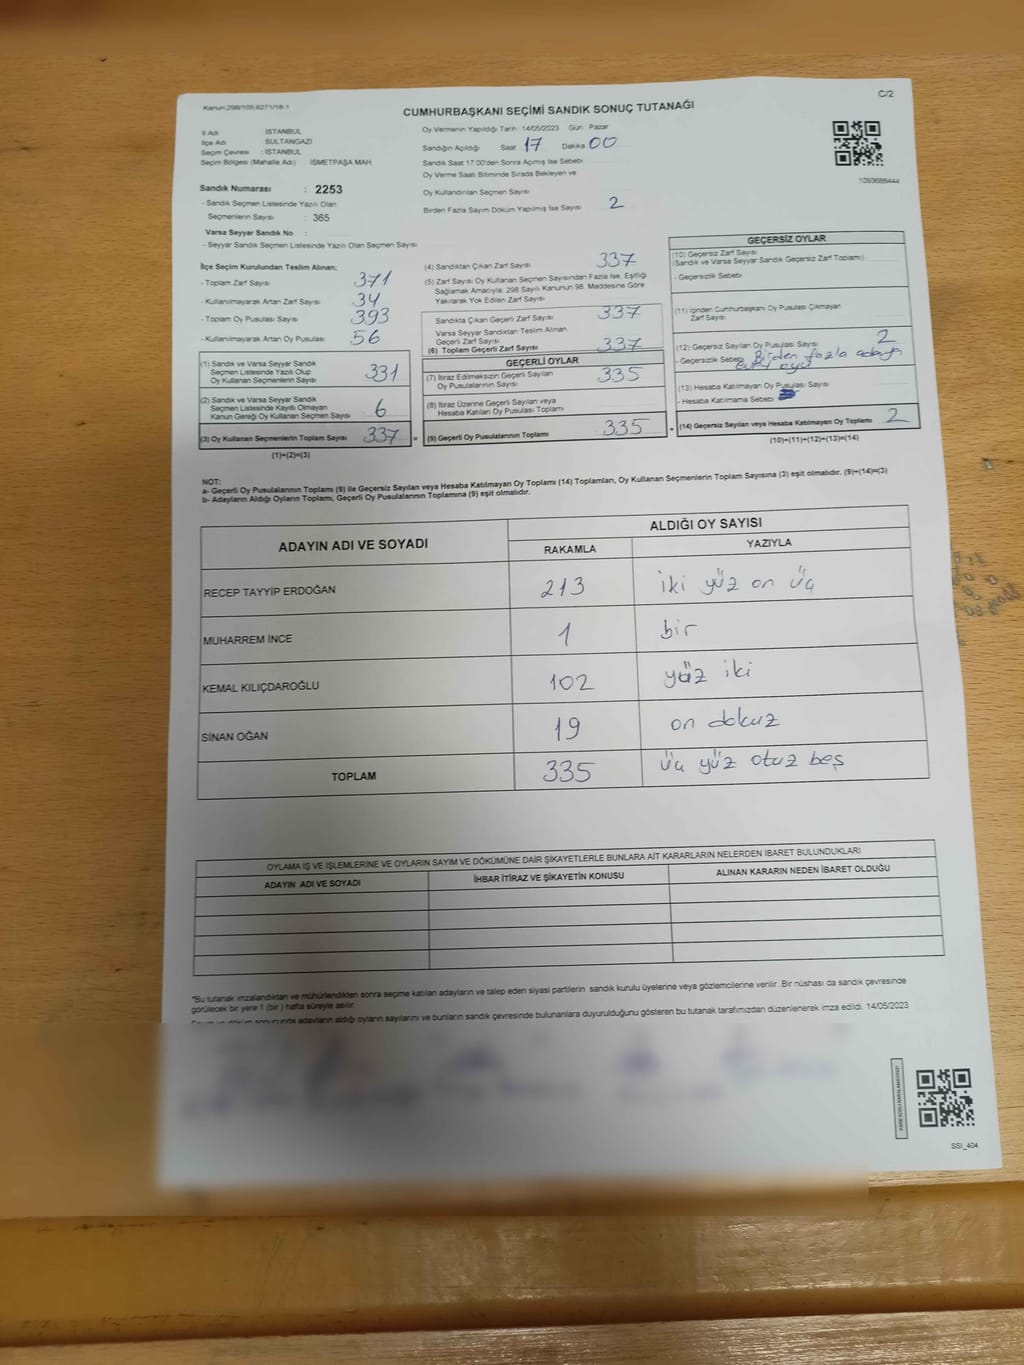 Kanun:298/105;6271/18-1
C/2
CUMHURBAŞKANI SEÇİMİ SANDIK SONUÇ TUTANAĞI
İl Adı İSTANBUL
İlçe Adı SULTANGAZİ
Seçim Çevresi : İSTANBUL
Seçim Bölgesi (Mahalle Adı) İSMETPAŞA MAH.
Sandık Numarası : 2253
- Sandık Seçmen Listesinde Yazılı Olan
Seçmenlerin Sayısı : 365
Varsa Seyyar Sandık No :
- Seyyar Sandık Seçmen Listesinde Yazılı Olan Seçmen Sayısı
Oy Vermenin Yapıldığı Tarih : 14/05/2023 Gün : Pazar
Sandığın Açıldığı Saat 17 Dakika 00
Sandık Saat 17:00'den Sonra Açılmış İse Sebebi
Oy Verme Saati Bitiminde Sırada Bekleyen ve
Oy Kullandırılan Seçmen Sayısı
Birden Fazla Sayım Döküm Yapılmış İse Sayısı 2
1093688444
İlçe Seçim Kurulundan Teslim Alınan;
- Toplam Zarf Sayısı 371
- Kullanılmayarak Artan Zarf Sayısı 34
- Toplam Oy Pusulası Sayısı 393
- Kullanılmayarak Artan Oy Pusulası 56
(1) Sandık ve Varsa Seyyar Sandık
Seçmen Listesinde Yazılı Olup
Oy Kullanan Seçmenlerin Sayısı 331
(2) Sandık ve Varsa Seyyar Sandık
Seçmen Listesinde Kayıtlı Olmayan
Kanun Gereği Oy Kullanan Seçmen Sayısı 6
(3) Oy Kullanan Seçmenlerin Toplam Sayısı 337 =
(1)+(2)=(3)
(4) Sandıktan Çıkan Zarf Sayısı 337
(5) Zarf Sayısı Oy Kullanan Seçmen Sayısından Fazla İse, Eşitliği
Sağlamak Amacıyla, 298 Sayılı Kanunun 98. Maddesine Göre
Yakılarak Yok Edilen Zarf Sayısı
Sandıkta Çıkan Geçerli Zarf Sayısı 337
Varsa Seyyar Sandıktan Teslim Alınan
Geçerli Zarf Sayısı
(6) Toplam Geçerli Zarf Sayısı 337
GEÇERLİ OYLAR
(7) İtiraz Edilmeksizin Geçerli Sayılan
Oy Pusulalarının Sayısı 335
(8) İtiraz Üzerine Geçerli Sayılan veya
Hesaba Katılan Oy Pusulası Toplamı
(9) Geçerli Oy Pusulalarının Toplamı 335 +
GEÇERSİZ OYLAR
(10) Geçersiz Zarf Sayısı
(Sandık ve Varsa Seyyar Sandık Geçersiz Zarf Toplamı)
- Geçersizlik Sebebi
(11) İçinden Cumhurbaşkanı Oy Pusulası Çıkmayan
Zarf Sayısı
(12) Geçersiz Sayılan Oy Pusulası Sayısı 2
- Geçersizlik Sebebi Birden fazla adaya
oyu
(13) Hesaba Katılmayan Oy Pusulası Sayısı
- Hesaba Katılmama Sebebi
(14) Geçersiz Sayılan veya Hesaba Katılmayan Oy Toplamı 2
(10)+(11)+(12)+(13)=(14)
NOT:
a- Geçerli Oy Pusulalarının Toplamı (9) ile Geçersiz Sayılan veya Hesaba Katılmayan Oy Toplamı (14) Toplamları, Oy Kullanan Seçmenlerin Toplam Sayısına (3) eşit olmalıdır. (9)+(14)=(3)
b- Adayların Aldığı Oyların Toplamı, Geçerli Oy Pusulalarının Toplamına (9) eşit olmalıdır.
ADAYIN ADI VE SOYADI
ALDIĞI OY SAYISI
RAKAMLA YAZIYLA
RECEP TAYYİP ERDOĞAN 213 iki yüz on üç
MUHARREM İNCE 1 bir
KEMAL KILIÇDAROĞLU 102 yüz iki
SİNAN OĞAN 19 on dokuz
TOPLAM 335 üç yüz otuz beş
OYLAMA İŞ VE İŞLEMLERİNE VE OYLARIN SAYIM VE DÖKÜMÜNE DAİR ŞİKAYETLERLE BUNLARA AİT KARARLARIN NELERDEN İBARET BULUNDUKLARI
ADAYIN ADI VE SOYADI İHBAR İTİRAZ VE ŞİKAYETİN KONUSU ALINAN KARARIN NEDEN İBARET OLDUĞU
*Bu tutanak imzalandıktan ve mühürlendikten sonra seçime katılan adayların ve talep eden siyasi partilerin sandık kurulu üyelerine veya gözlemcilerine verilir. Bir nüshası da sandık çevresinde
görülecek bir yere 1 (bir ) hafta süreyle asılır.
sonucunda adayların aldığı oyların sayılarını ve bunların sandık çevresinde bulunanlara duyurulduğunu gösteren bu tutanak tarafımızdan düzenlenerek imza edildi. 14/05/2023
SSİ_404